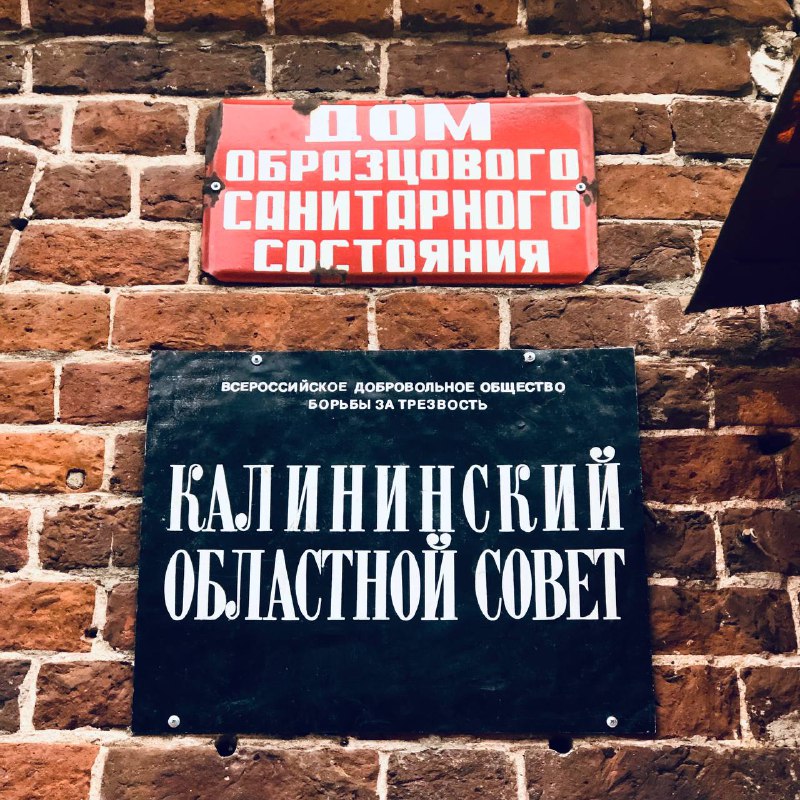 ДОМ
ОБРАЗЦОВОГО
САНИТАРНОГО
СОСТОЯНИЯ
ВСЕРОССИЙСКОЕ ДОБРОВОЛЬНОЕ ОБЩЕСТВО
БОРЬБЫ ЗА ТРЕЗВОСТЬ
КАЛИНИНСКИЙ
ОБЛАСТНОЙ СОВЕТ